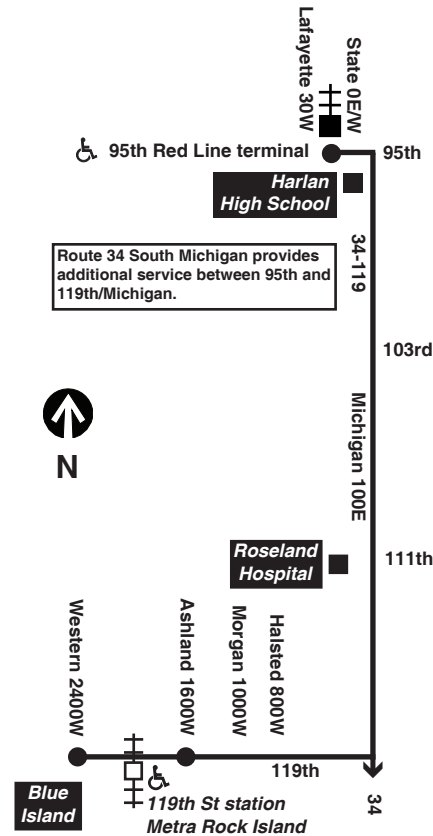 Lafayette 30W
State 0E/W
95th Red Line terminal
95th
Harlan
High School
34-119
Route 34 South Michigan provides
additional service between 95th and
119th/Michigan.
103rd
N
Michigan 100E
Roseland
Hospital
111th
Western 2400W
Ashland 1600W
Morgan 1000W
Halsted 800W
119th
34
Blue
Island
119th St station
Metra Rock Island